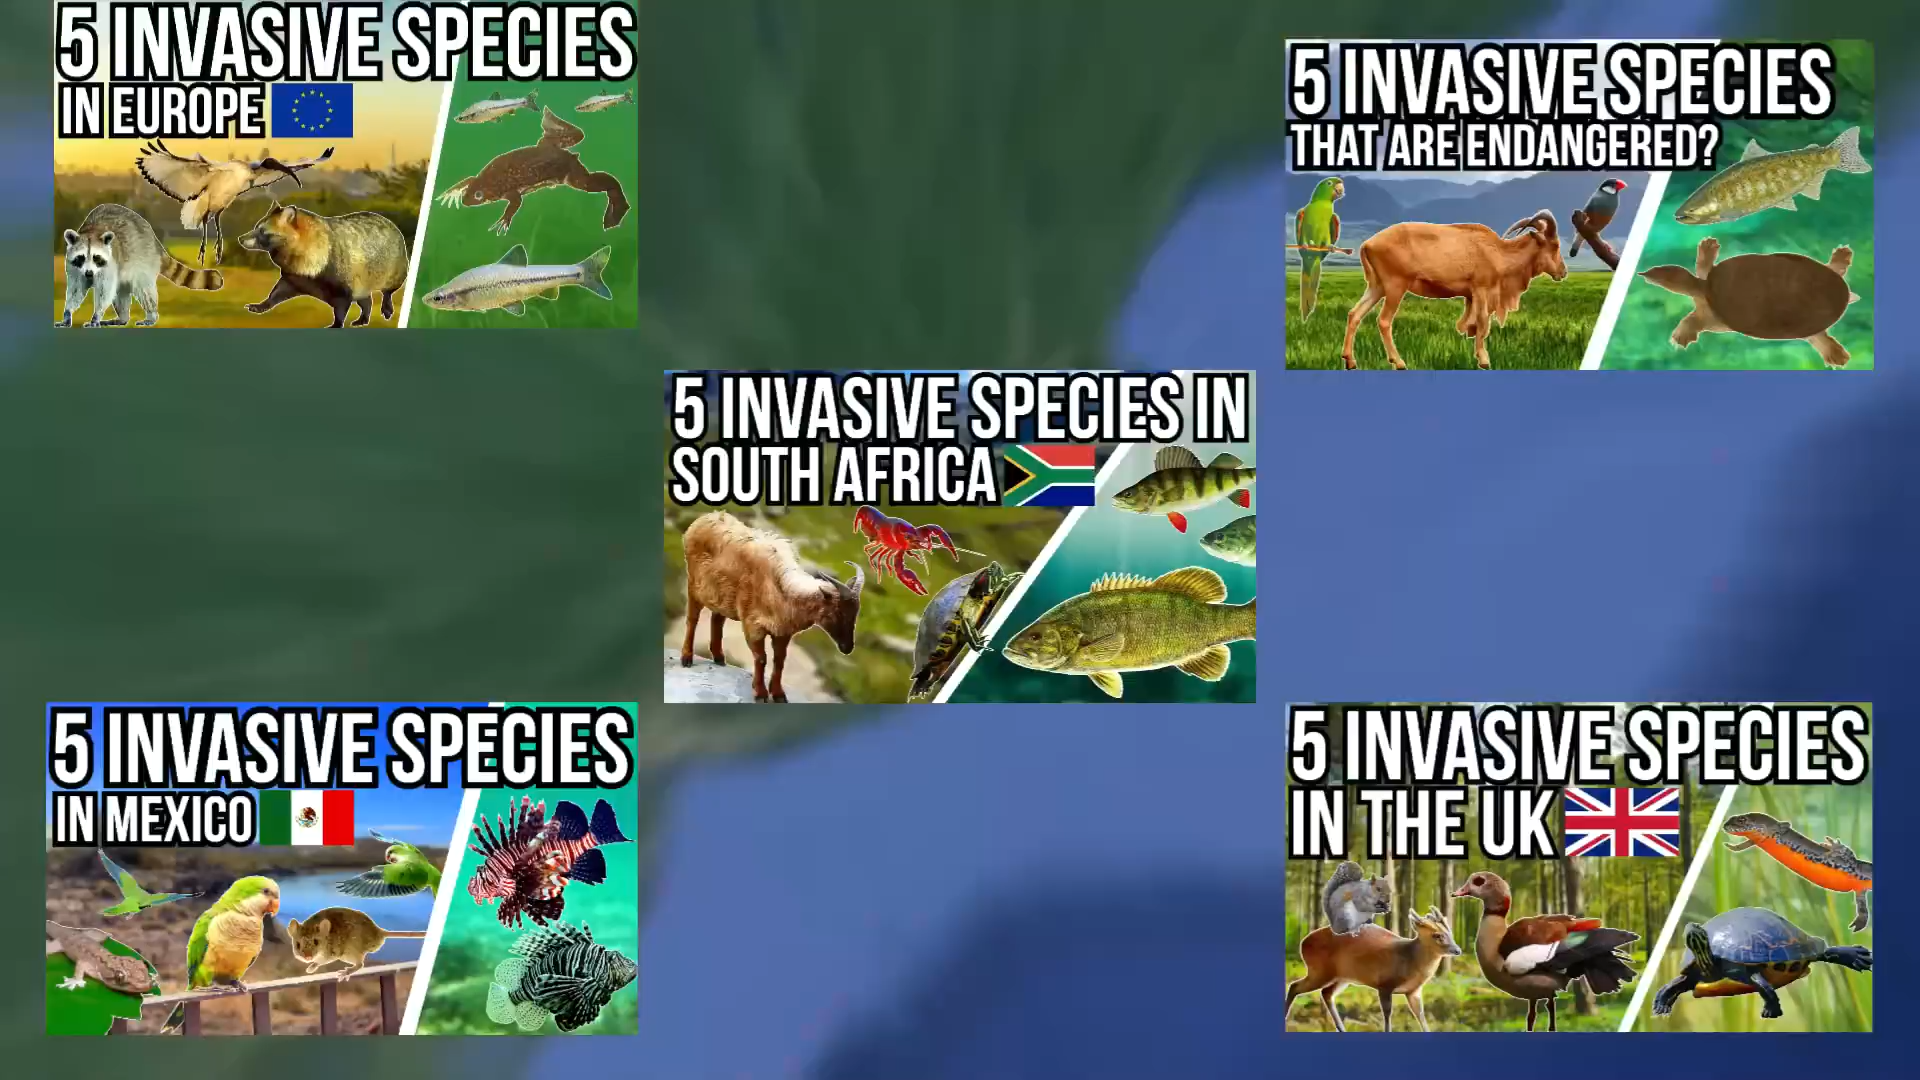 5 INVASIVE SPECIES
IN EUROPE
5 INVASIVE SPECIES
THAT ARE ENDANGERED?
5 INVASIVE SPECIES IN
SOUTH AFRICA
5 INVASIVE SPECIES
IN MEXICO
5 INVASIVE SPECIES
IN THE UK